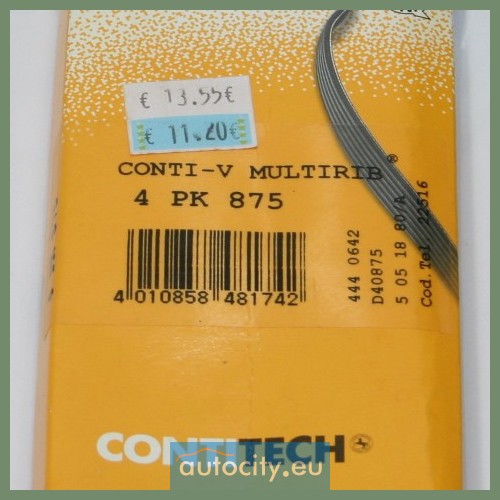 € 13.55€
€ 11.20€
CONTI-V MULTIRIB®
4 PK 875
4 010858 481742
444 0642
D40875
5 05 18 80/A
Cod. Tel 22516
CONTITECH
autocity.eu